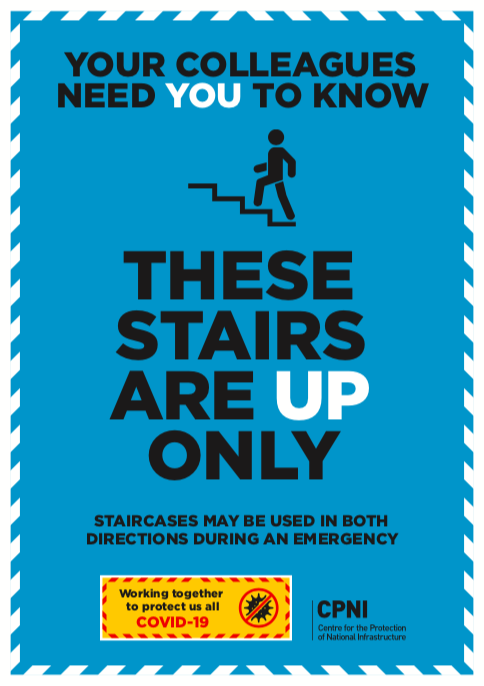 YOUR COLLEAGUES
NEED YOU TO KNOW
THESE
STAIRS
ARE UP
ONLY
STAIRCASES MAY BE USED IN BOTH
DIRECTIONS DURING AN EMERGENCY
Working together
to protect us all
COVID-19
CPNI
Centre for the Protection
of National Infrastructure